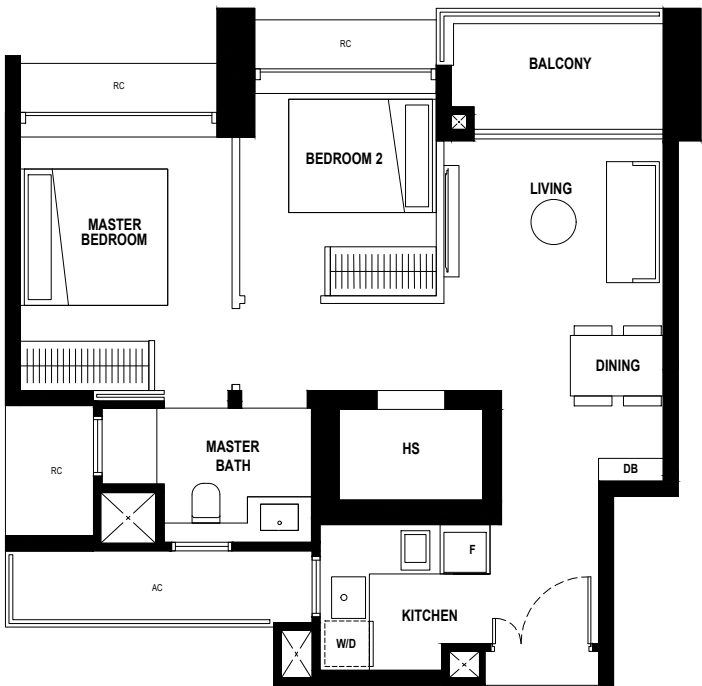 RC
BALCONY
RC
BEDROOM 2
LIVING
MASTER
BEDROOM
DINING
MASTER
BATH
HS
RC
DB
F
AC
KITCHEN
W/D